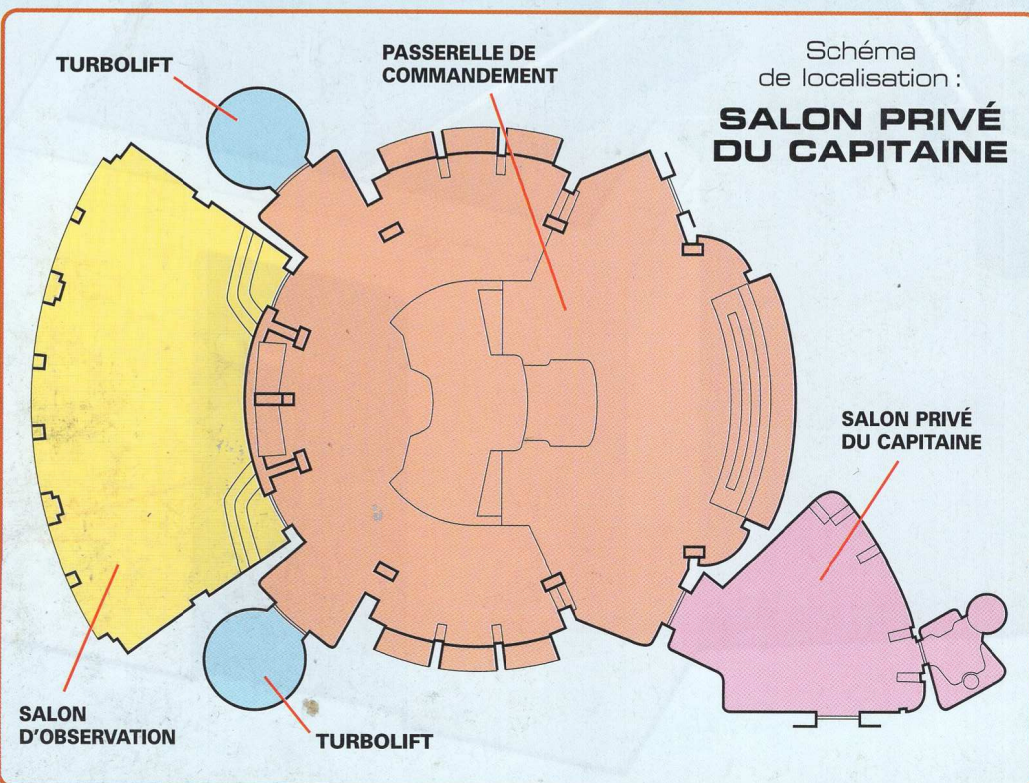 Schéma
de localisation :
SALON PRIVÉ
DU CAPITAINE
TURBOLIFT
PASSERELLE DE
COMMANDEMENT
SALON PRIVÉ
DU CAPITAINE
SALON
D'OBSERVATION
TURBOLIFT